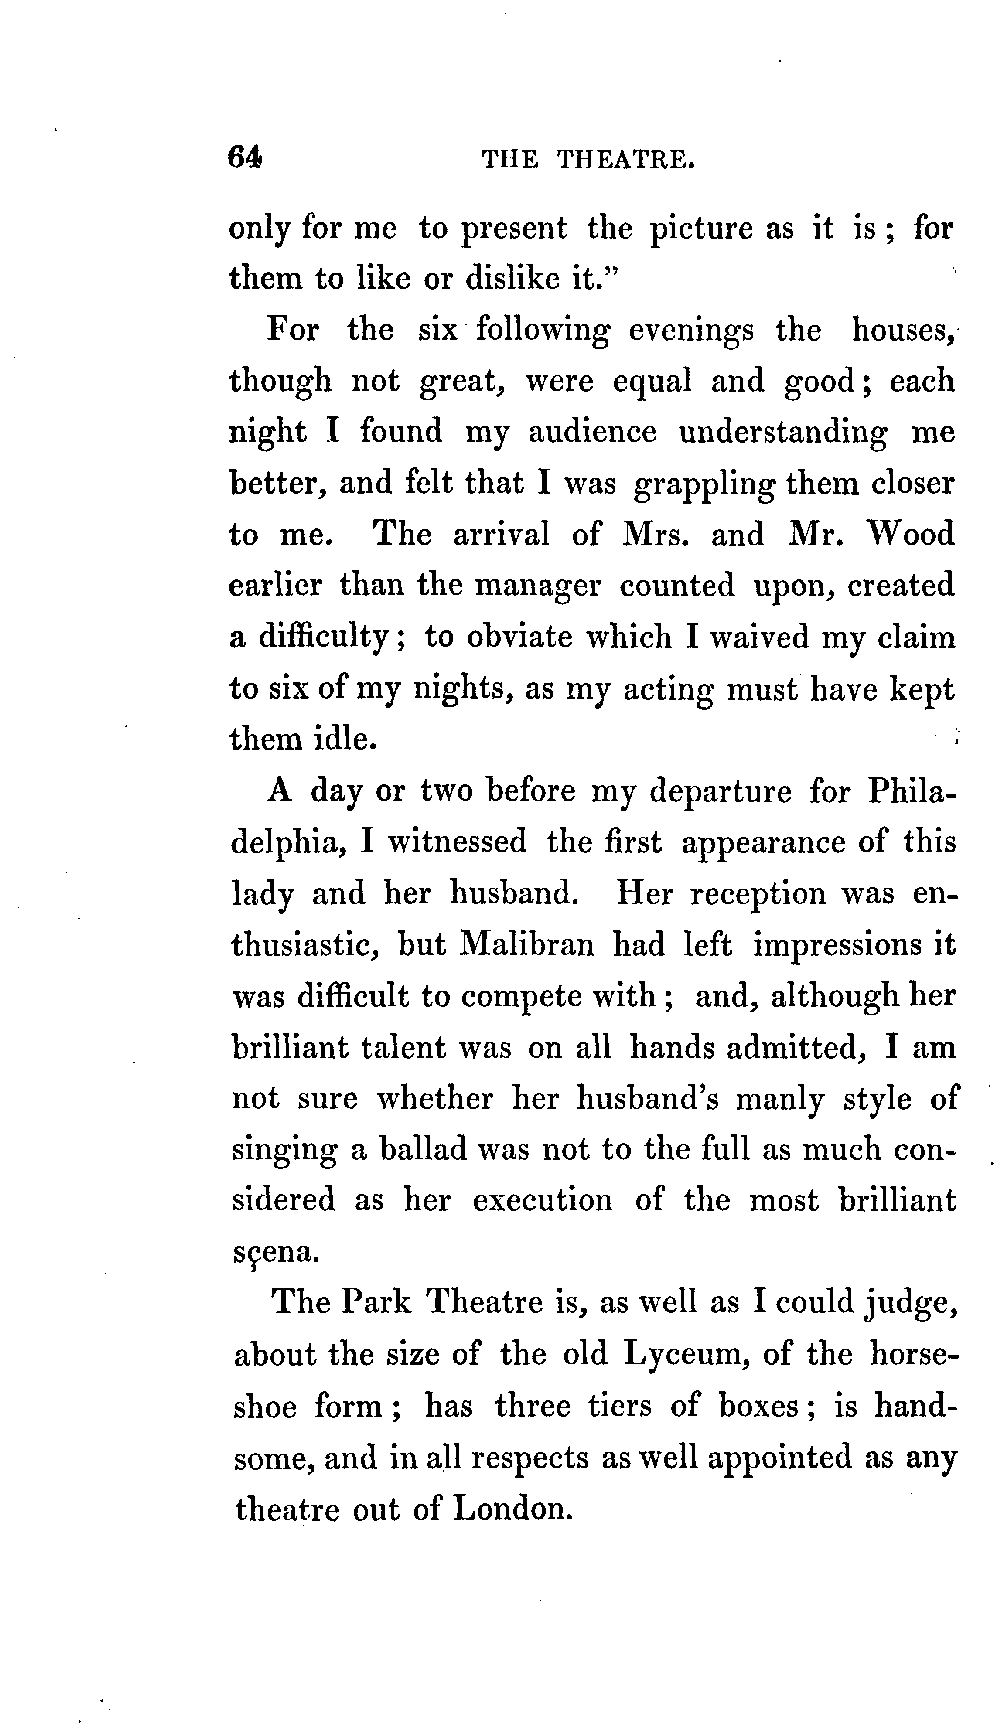 64 THE THEATRE.
only for me to present the picture as it is ; for
them to like or dislike it.”
For the six following evenings the houses,
though not great, were equal and good ; each
night I found my audience understanding me
better, and felt that I was grappling them closer
to me. The arrival of Mrs. and Mr. Wood
earlier than the manager counted upon, created
a difficulty ; to obviate which I waived my claim
to six of my nights, as my acting must have kept
them idle.
A day or two before my departure for Phila-
delphia, I witnessed the first appearance of this
lady and her husband. Her reception was en-
thusiastic, but Malibran had left impressions it
was difficult to compete with ; and, although her
brilliant talent was on all hands admitted, I am
not sure whether her husband’s manly style of
singing a ballad was not to the full as much con-
sidered as her execution of the most brilliant
sçena.
The Park Theatre is, as well as I could judge,
about the size of the old Lyceum, of the horse-
shoe form ; has three tiers of boxes ; is hand-
some, and in all respects as well appointed as any
theatre out of London.